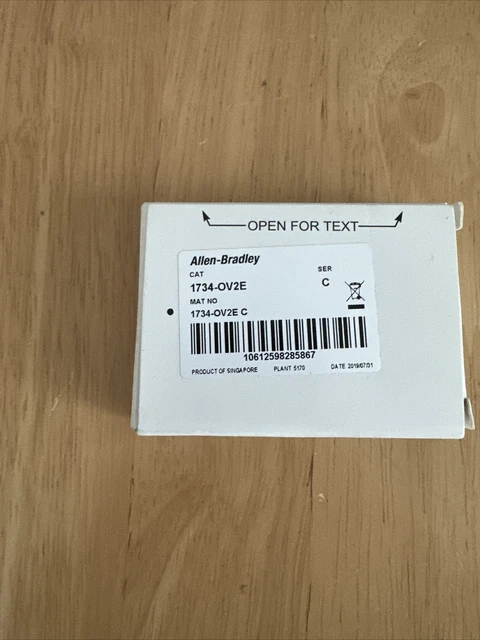 OPEN FOR TEXT
Allen-Bradley
CAT
SER
1734-OV2E
C
MAT NO
1734-OV2E C
10612598285867
PRODUCT OF SINGAPORE PLANT 5170 DATE 2019/07/31